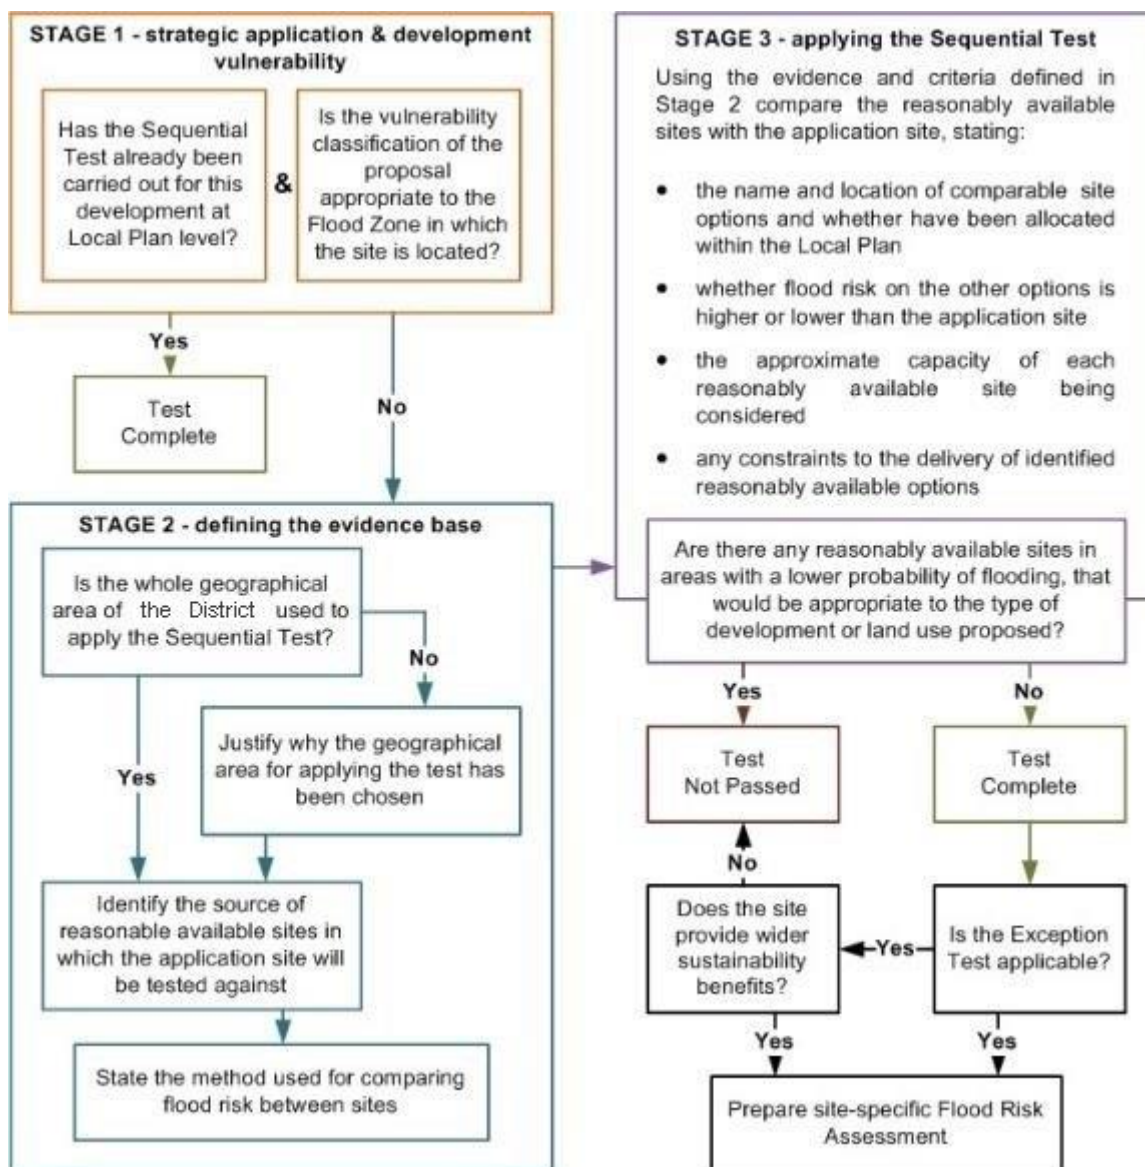 STAGE 1 - strategic application & development
vulnerability
Has the Sequential
Test already been
carried out for this
development at
Local Plan level?
&
Is the vulnerability
classification of the
proposal
appropriate to the
Flood Zone in which
the site is located?
Yes
No
Test
Complete
STAGE 2 - defining the evidence base
Is the whole geographical
area of the District used to
apply the Sequential Test?
No
Yes
Justify why the geographical
area for applying the test has
been chosen
Identify the source of
reasonable available sites in
which the application site will
be tested against
State the method used for comparing
flood risk between sites
STAGE 3 - applying the Sequential Test
Using the evidence and criteria defined in
Stage 2 compare the reasonably available
sites with the application site, stating:
• the name and location of comparable site
options and whether have been allocated
within the Local Plan
• whether flood risk on the other options is
higher or lower than the application site
• the approximate capacity of each
reasonably available site being
considered
• any constraints to the delivery of identified
reasonably available options
Are there any reasonably available sites in
areas with a lower probability of flooding, that
would be appropriate to the type of
development or land use proposed?
Yes
No
Test
Not Passed
Test
Complete
No
Does the site
provide wider
sustainability
benefits?
Yes
Is the Exception
Test applicable?
Yes
Yes
Prepare site-specific Flood Risk
Assessment